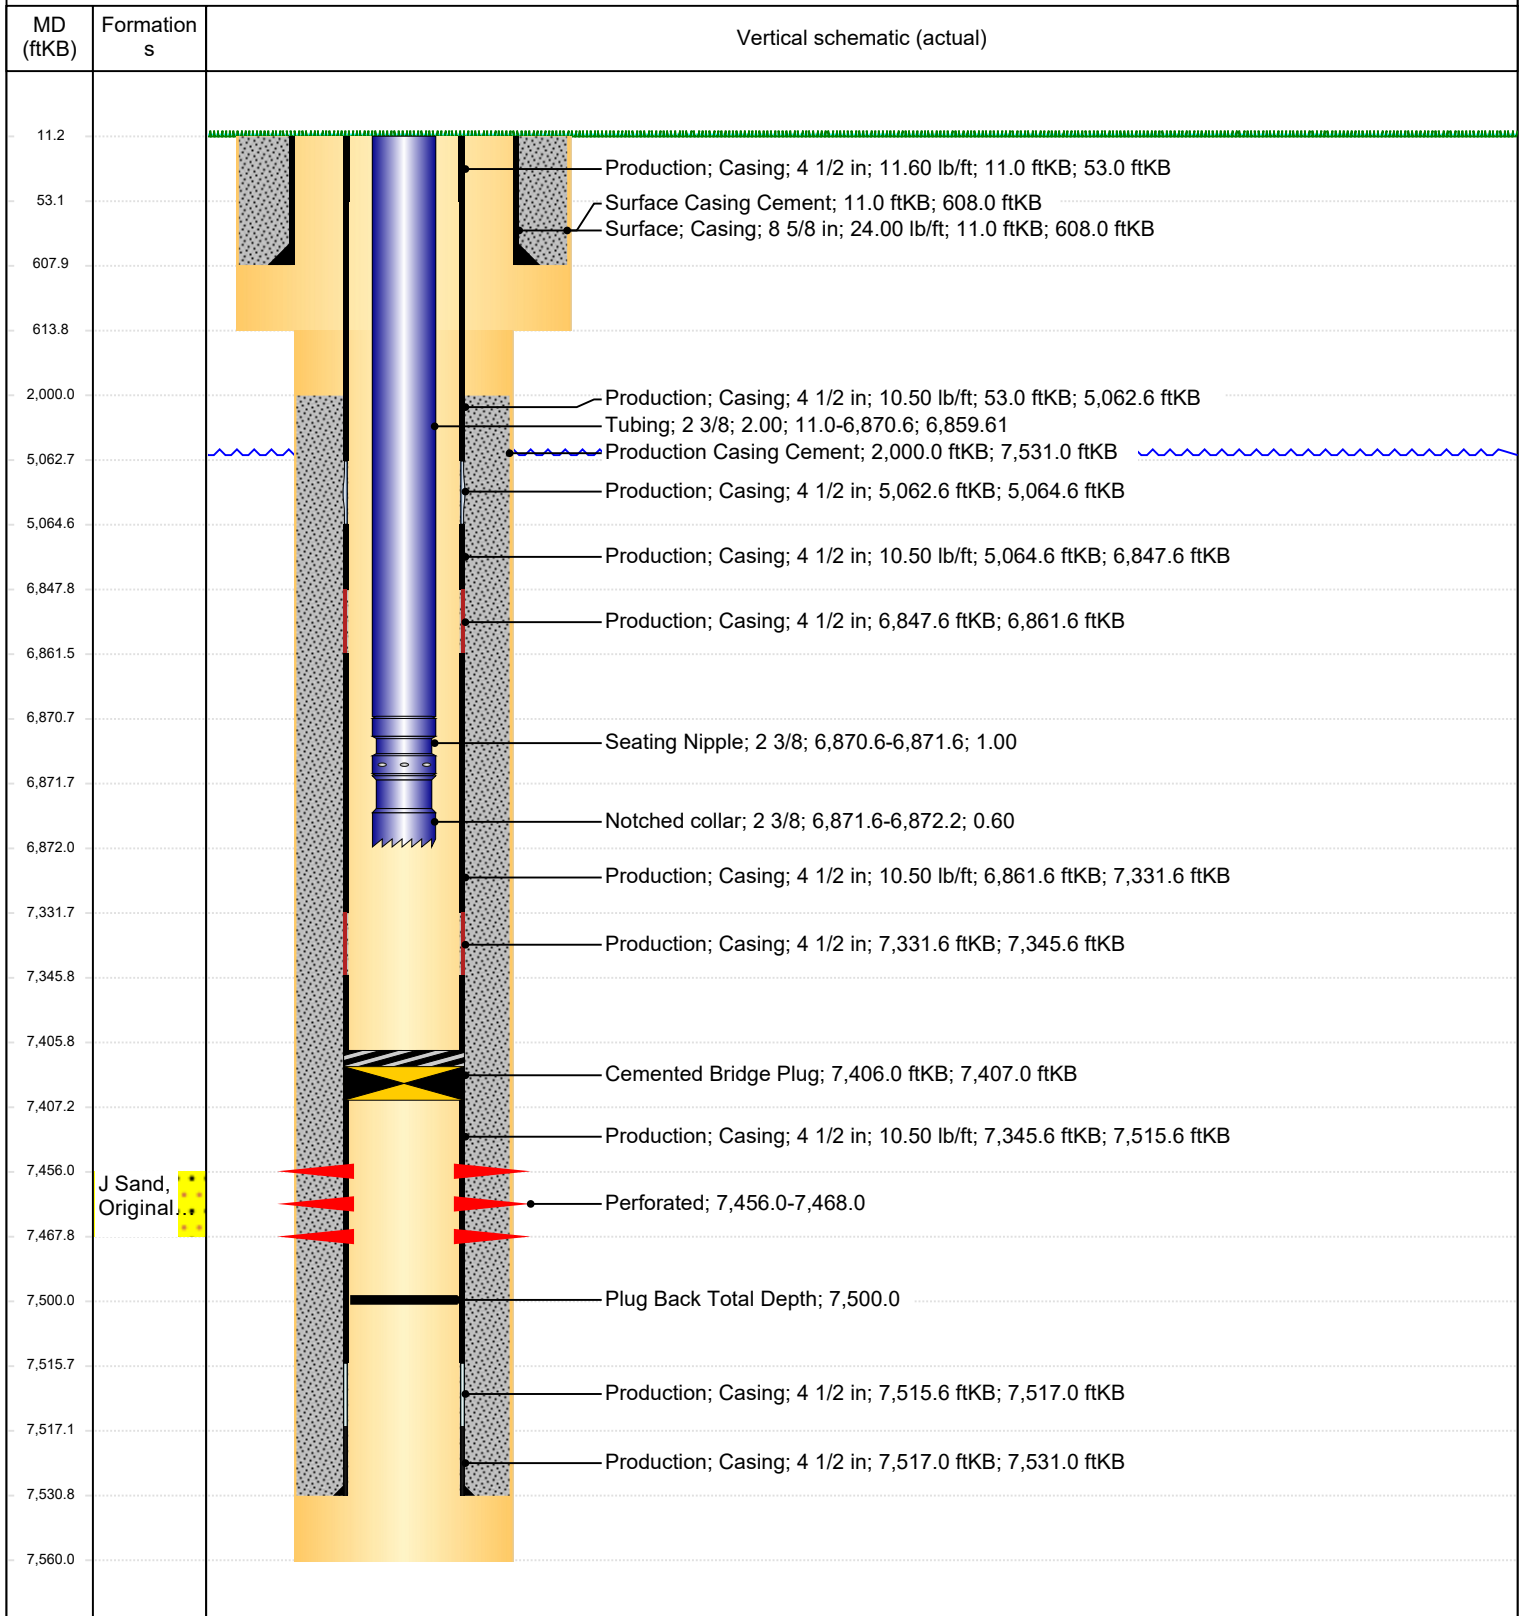 MD
(ftKB)
Formation
s
Vertical schematic (actual)
11.2
Production; Casing; 4 1/2 in; 11.60 lb/ft; 11.0 ftKB; 53.0 ftKB
53.1
Surface Casing Cement; 11.0 ftKB; 608.0 ftKB
Surface; Casing; 8 5/8 in; 24.00 lb/ft; 11.0 ftKB; 608.0 ftKB
607.9
613.8
2,000.0
Production; Casing; 4 1/2 in; 10.50 lb/ft; 53.0 ftKB; 5,062.6 ftKB
Tubing; 2 3/8; 2.00; 11.0-6,870.6; 6,859.61
Production Casing Cement; 2,000.0 ftKB; 7,531.0 ftKB
5,062.7
Production; Casing; 4 1/2 in; 5,062.6 ftKB; 5,064.6 ftKB
5,064.6
Production; Casing; 4 1/2 in; 10.50 lb/ft; 5,064.6 ftKB; 6,847.6 ftKB
6,847.8
Production; Casing; 4 1/2 in; 6,847.6 ftKB; 6,861.6 ftKB
6,861.5
6,870.7
Seating Nipple; 2 3/8; 6,870.6-6,871.6; 1.00
6,871.7
Notched collar; 2 3/8; 6,871.6-6,872.2; 0.60
6,872.0
Production; Casing; 4 1/2 in; 10.50 lb/ft; 6,861.6 ftKB; 7,331.6 ftKB
7,331.7
Production; Casing; 4 1/2 in; 7,331.6 ftKB; 7,345.6 ftKB
7,345.8
7,405.8
Cemented Bridge Plug; 7,406.0 ftKB; 7,407.0 ftKB
7,407.2
Production; Casing; 4 1/2 in; 10.50 lb/ft; 7,345.6 ftKB; 7,515.6 ftKB
7,456.0
J Sand,
Original...
Perforated; 7,456.0-7,468.0
7,467.8
7,500.0
Plug Back Total Depth; 7,500.0
7,515.7
Production; Casing; 4 1/2 in; 7,515.6 ftKB; 7,517.0 ftKB
7,517.1
Production; Casing; 4 1/2 in; 7,517.0 ftKB; 7,531.0 ftKB
7,530.8
7,560.0